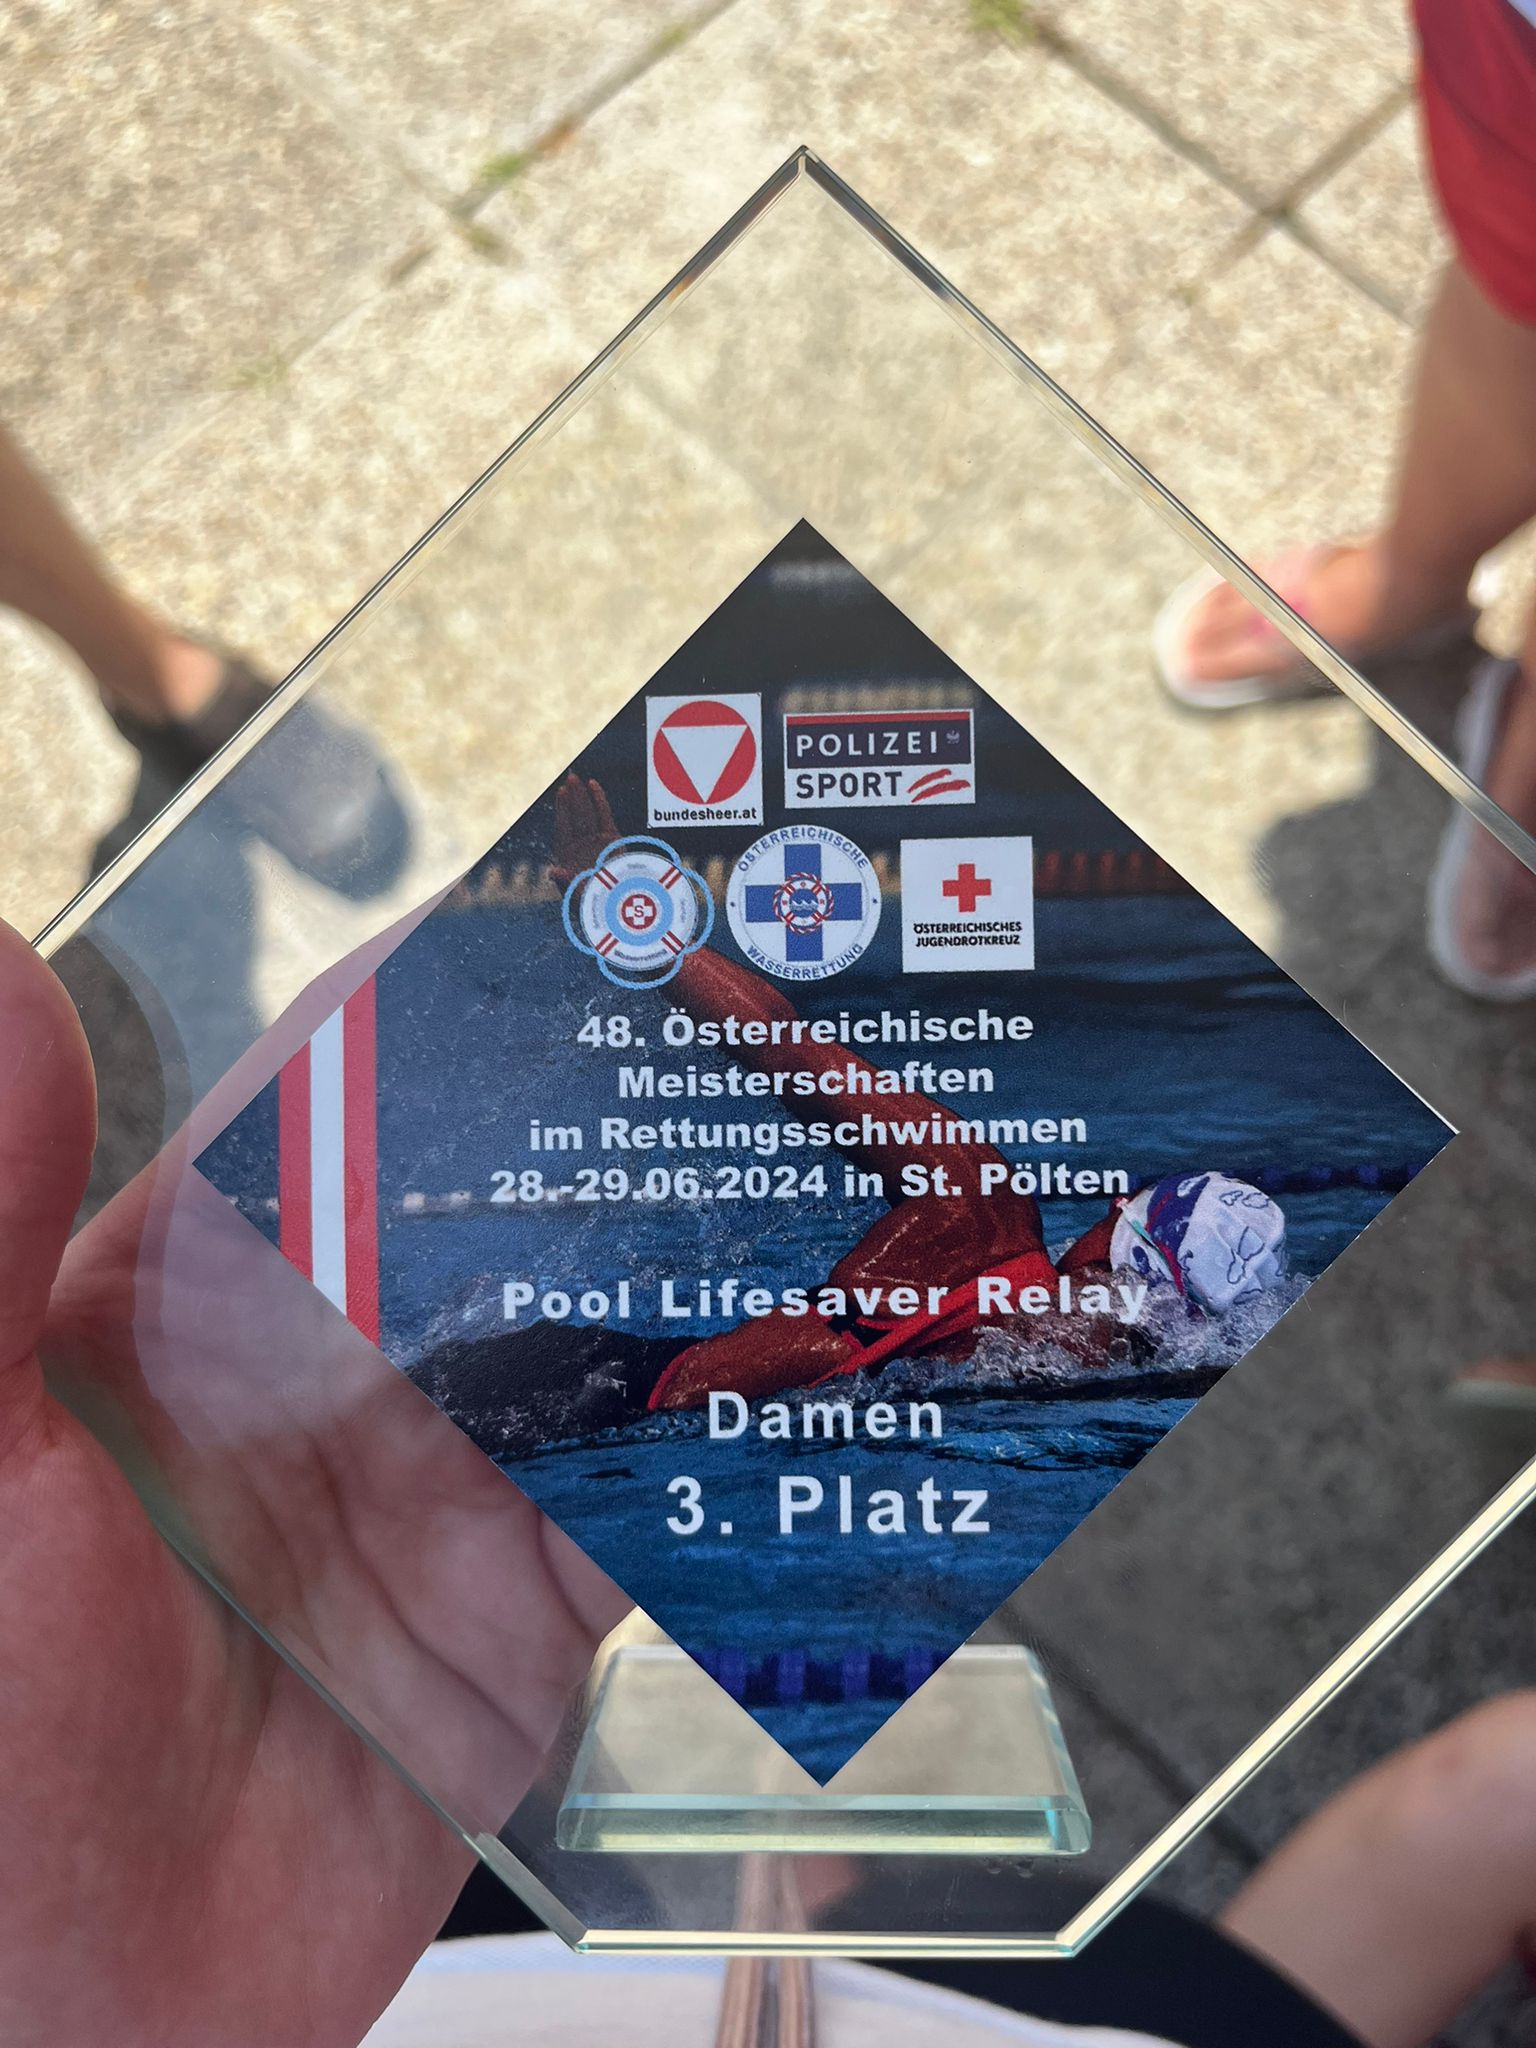 bundesheer.at
POLIZEI
SPORT
S
ÖSTERREICHISCHE
WASSERRETTUNG
ÖSTERREICHISCHES
JUGENDROTKREUZ
48. Österreichische
Meisterschaften
im Rettungsschwimmen
28.-29.06.2024 in St. Pölten
Pool Lifesaver Relay
Damen
3. Platz